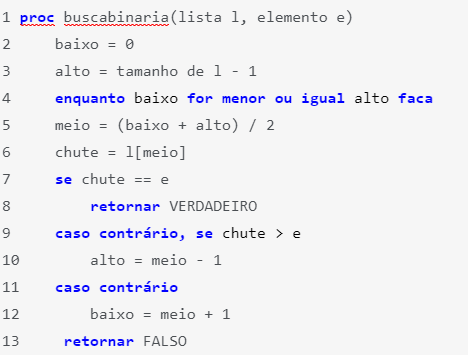 1 proc buscabinaria(lista l, elemento e)
2     baixo = 0
3     alto = tamanho de l - 1
4     enquanto baixo for menor ou igual alto faca
5     meio = (baixo + alto) / 2
6     chute = l[meio]
7     se chute == e
8         retornar VERDADEIRO
9     caso contrário, se chute > e
10        alto = meio - 1
11    caso contrário
12        baixo = meio + 1
13     retornar FALSO